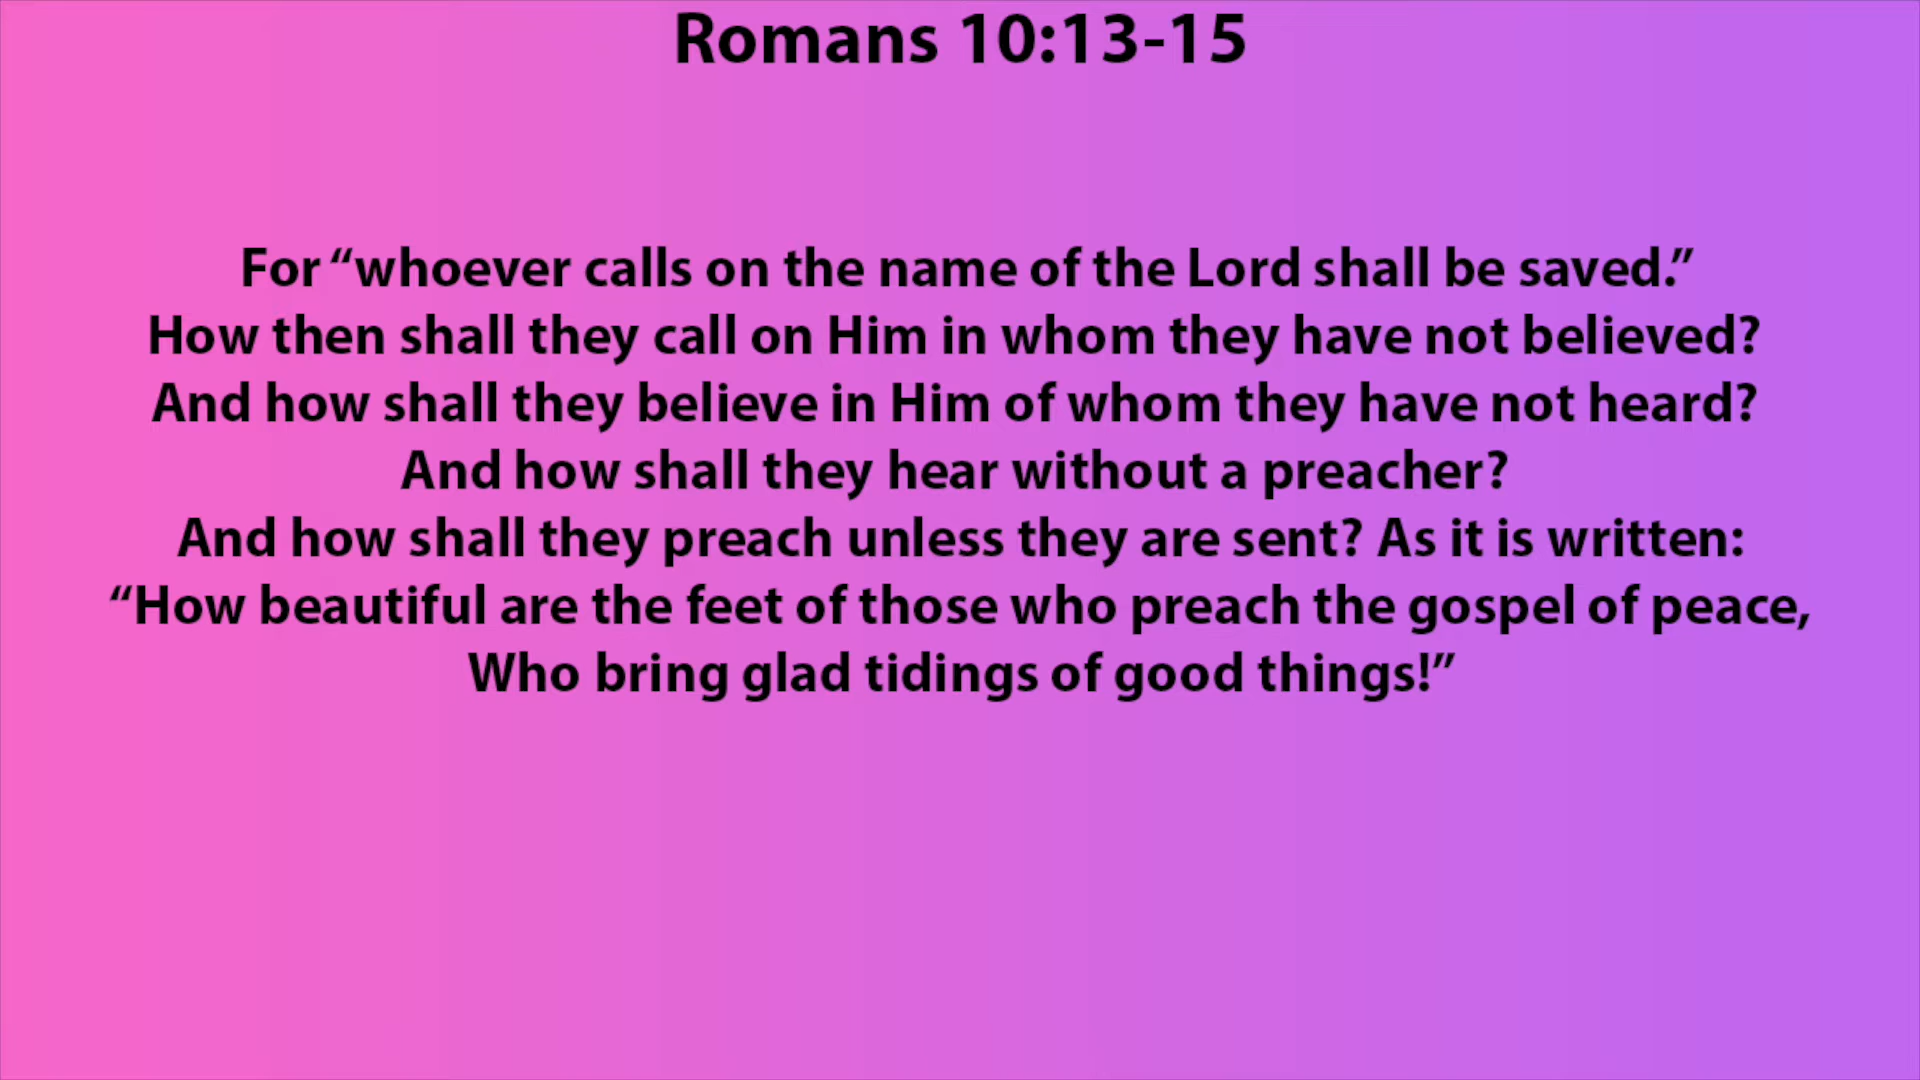 Romans 10:13-15
For “whoever calls on the name of the Lord shall be saved.”
How then shall they call on Him in whom they have not believed?
And how shall they believe in Him of whom they have not heard?
And how shall they hear without a preacher?
And how shall they preach unless they are sent? As it is written:
“How beautiful are the feet of those who preach the gospel of peace,
Who bring glad tidings of good things!”